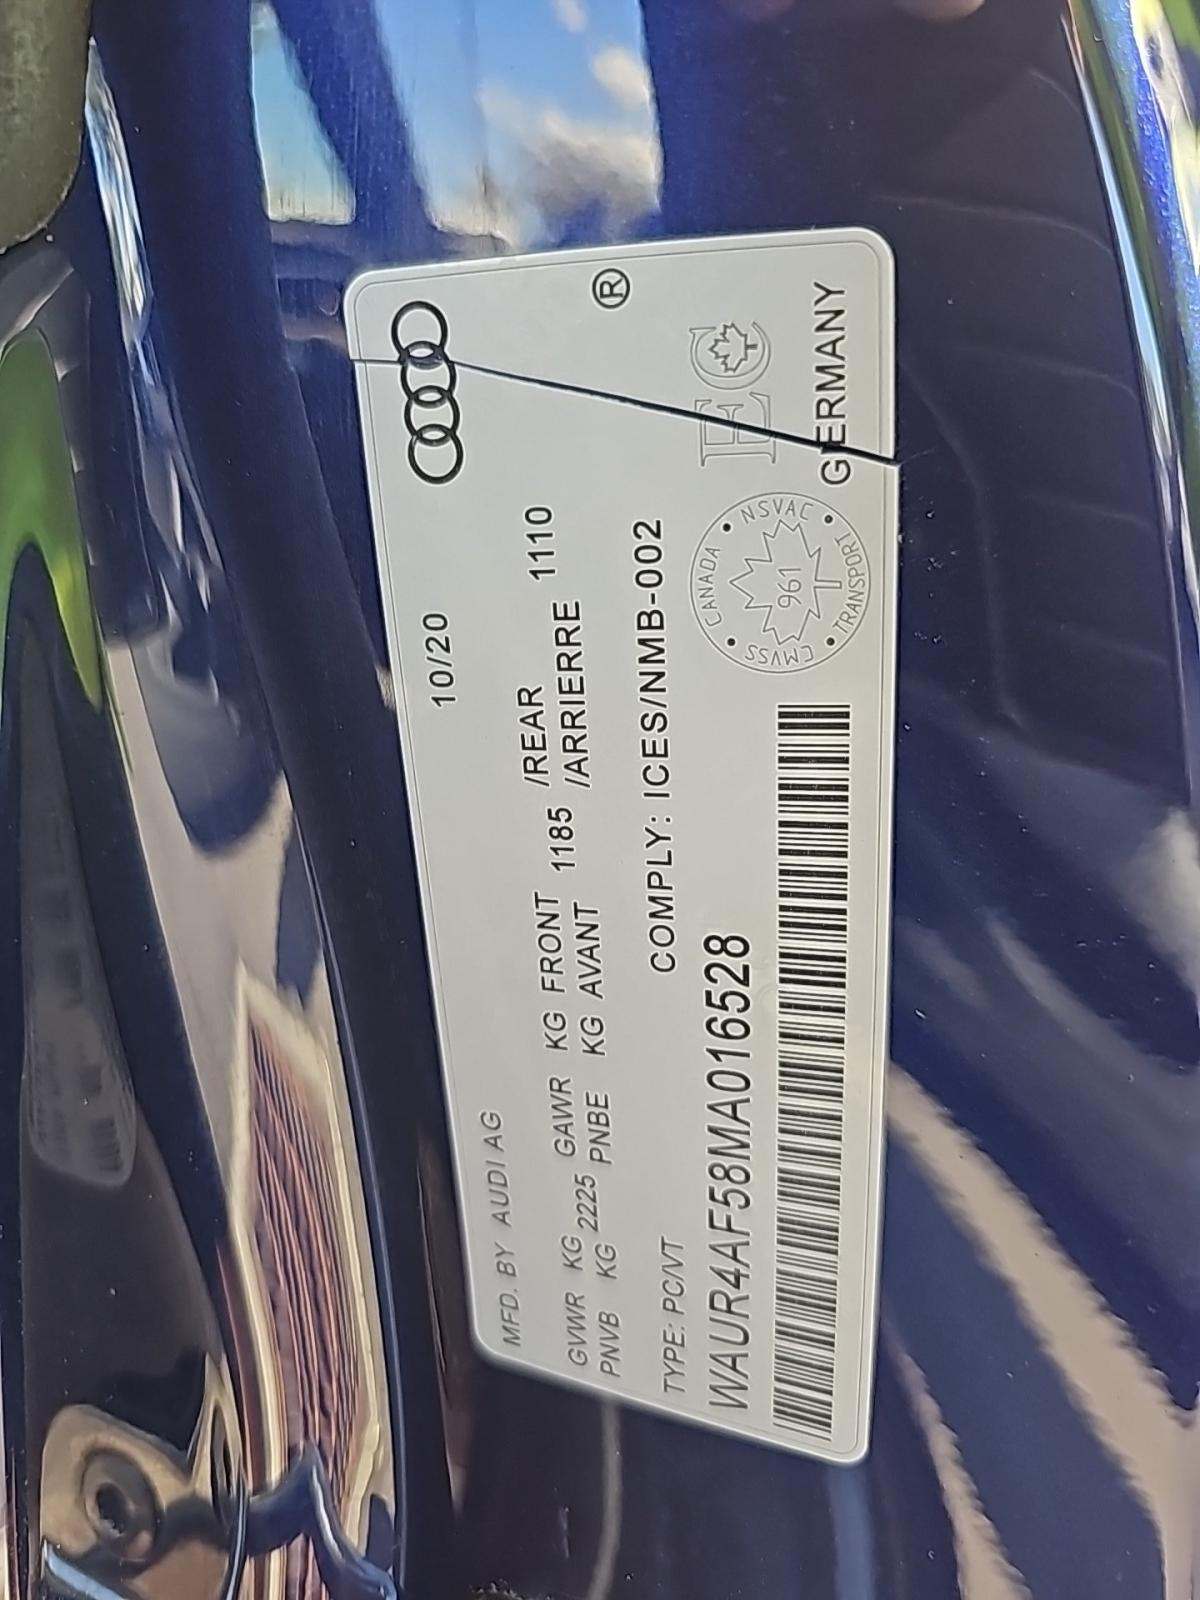 MFD. BY AUDI AG 10/20
GVWR KG 2225 GAWR KG FRONT 1185 /REAR 1110
PNVB KG PNBE KG AVANT /ARRIERRE
®
COMPLY: ICES/NMB-002
TYPE: PC/VT
WAUR4AF58MA016528
CANADA • NSVAC • TRANSPORT • CMVSS •
961
EC
GERMANY